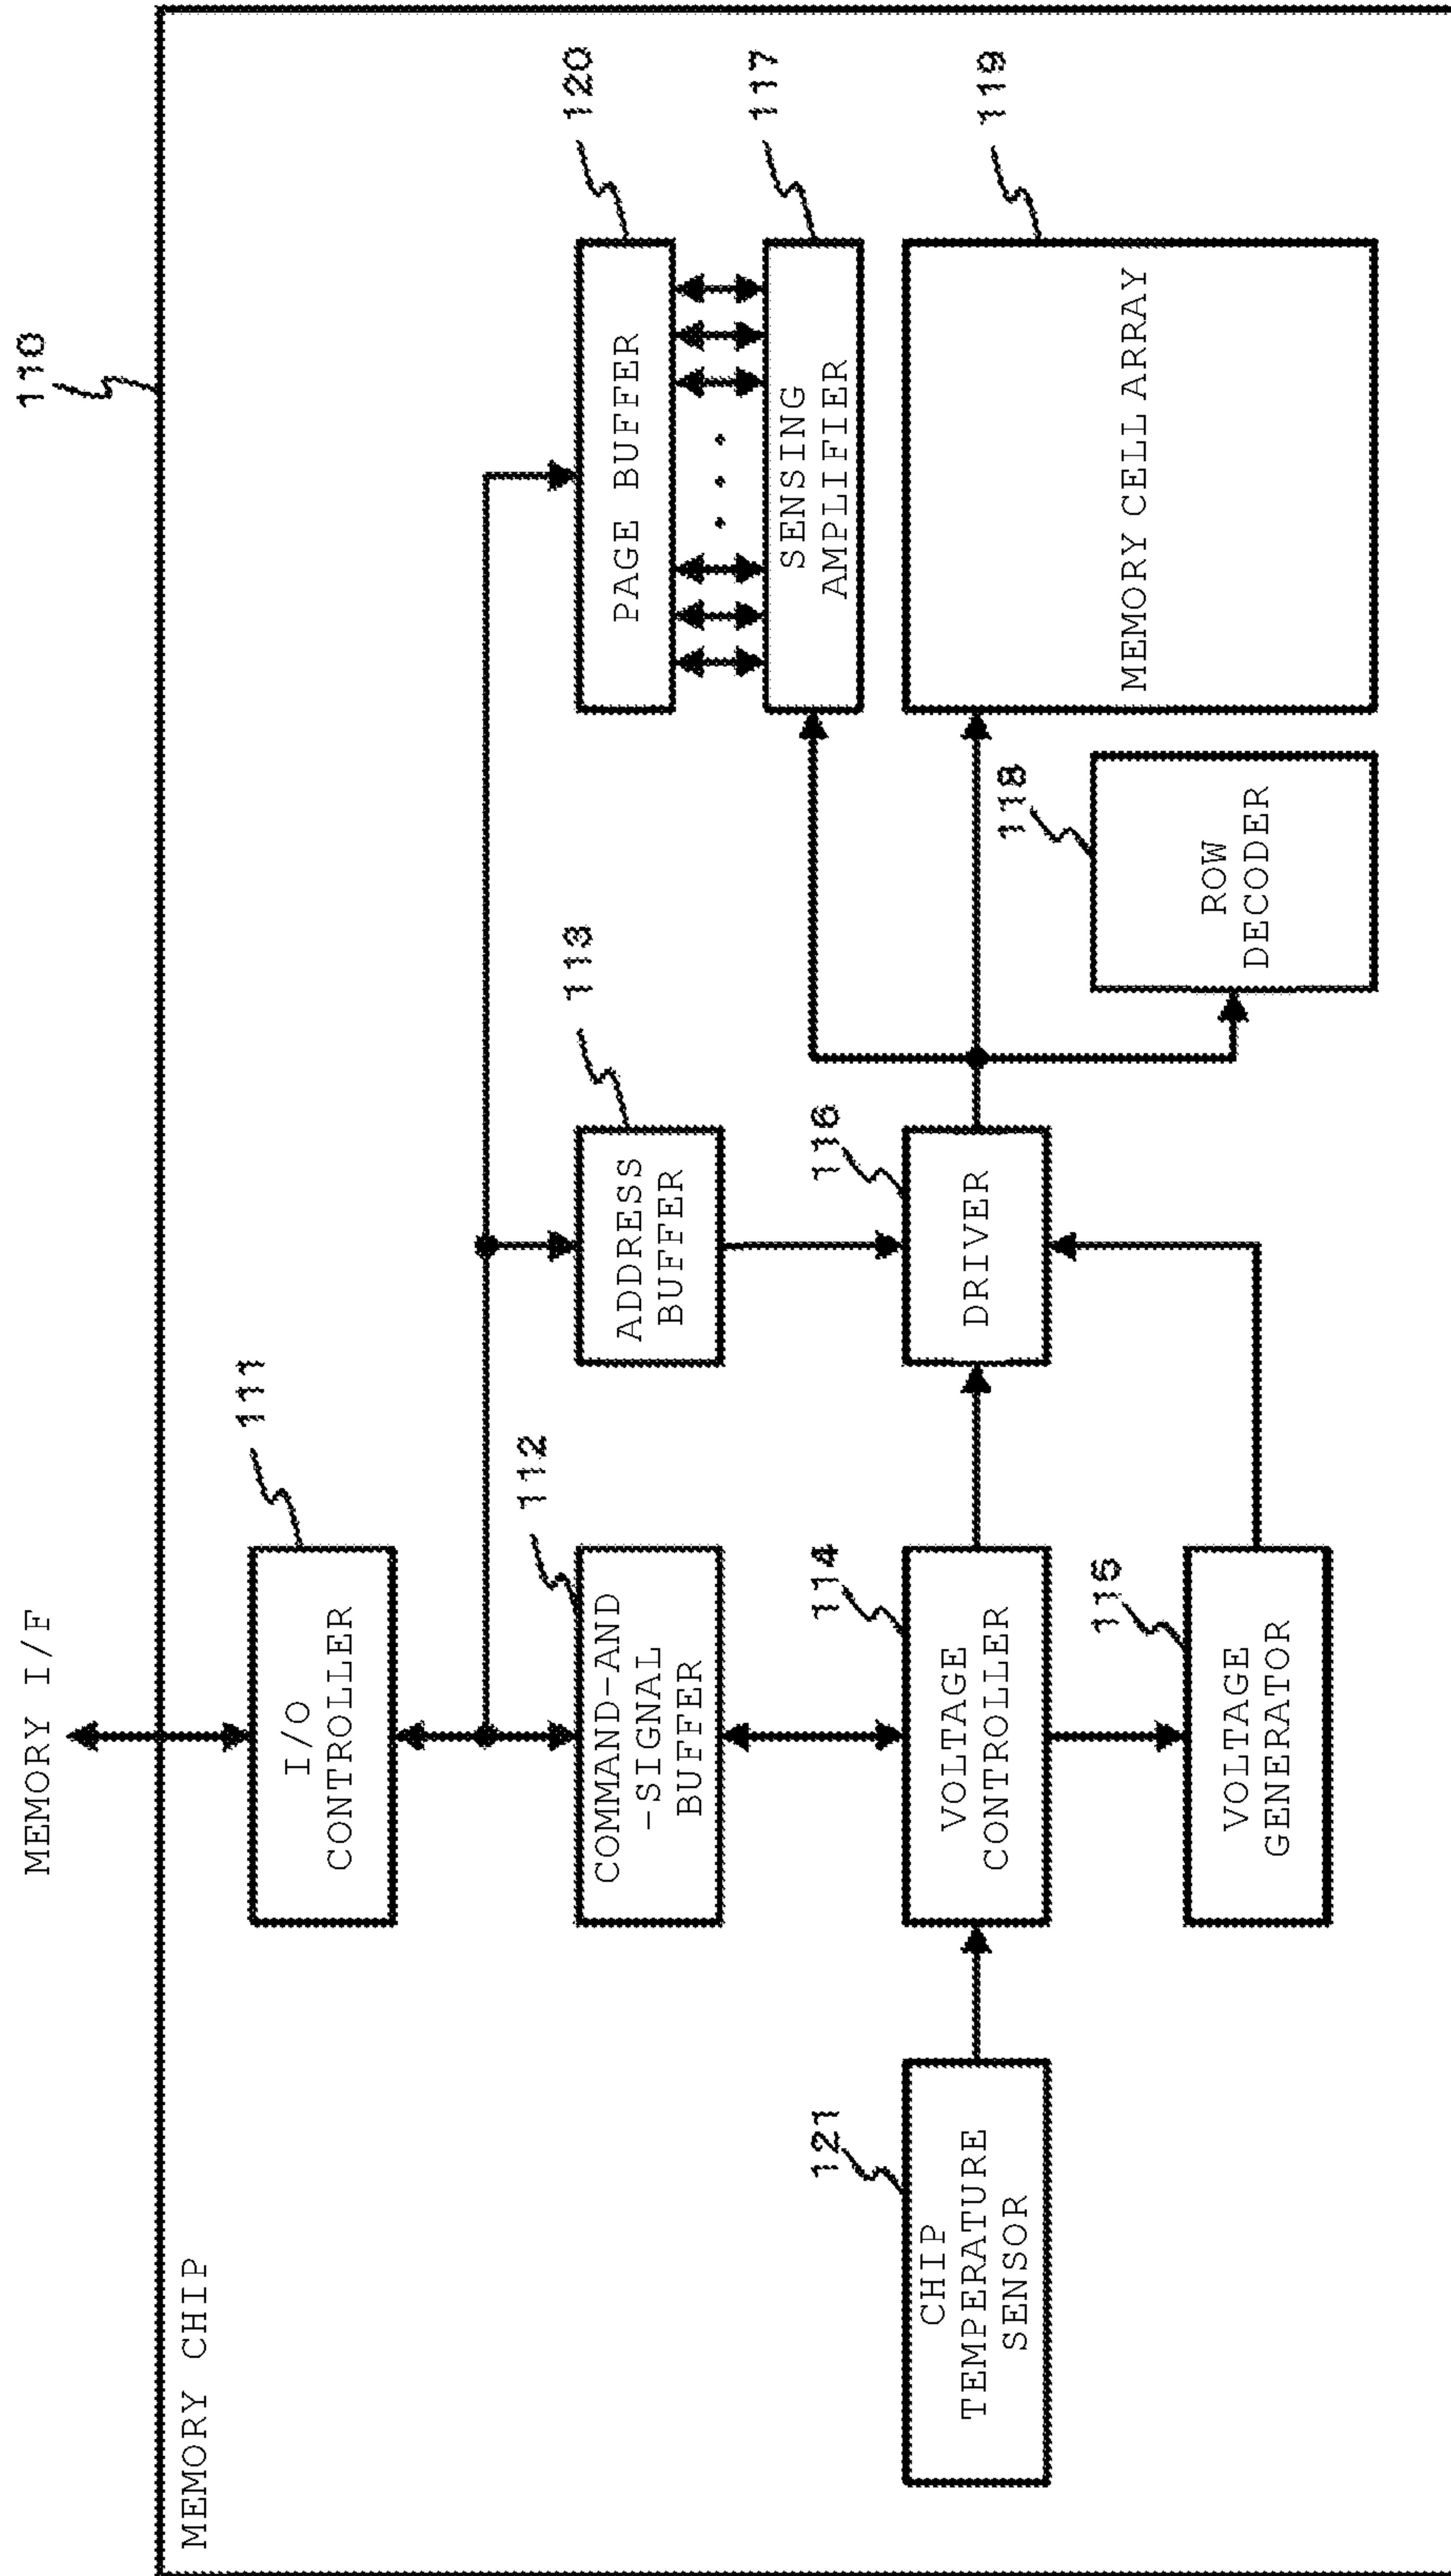 MEMORY I/F
110
MEMORY CHIP
111
I/O
CONTROLLER
112
COMMAND-AND
-SIGNAL
BUFFER
113
ADDRESS
BUFFER
120
PAGE BUFFER
117
SENSING
AMPLIFIER
121
CHIP
TEMPERATURE
SENSOR
114
VOLTAGE
CONTROLLER
116
DRIVER
119
MEMORY CELL ARRAY
115
VOLTAGE
GENERATOR
118
ROW
DECODER